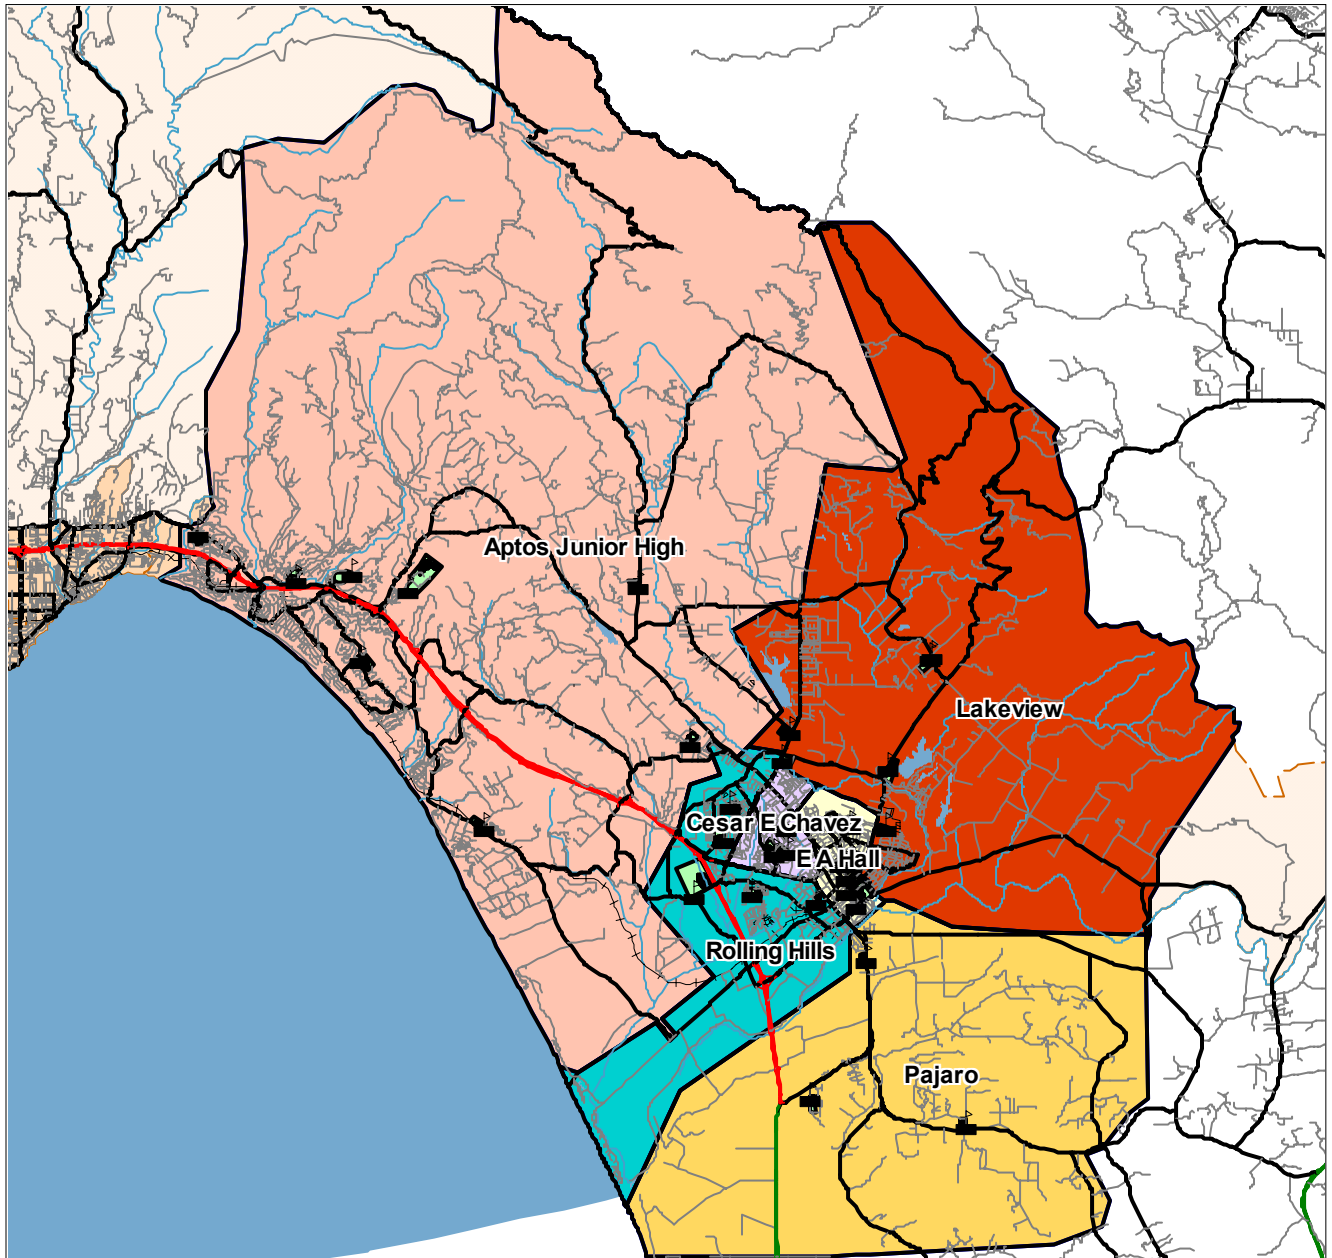 Aptos Junior High
Lakeview
Cesar E Chavez
E A Hall
Rolling Hills
Pajaro